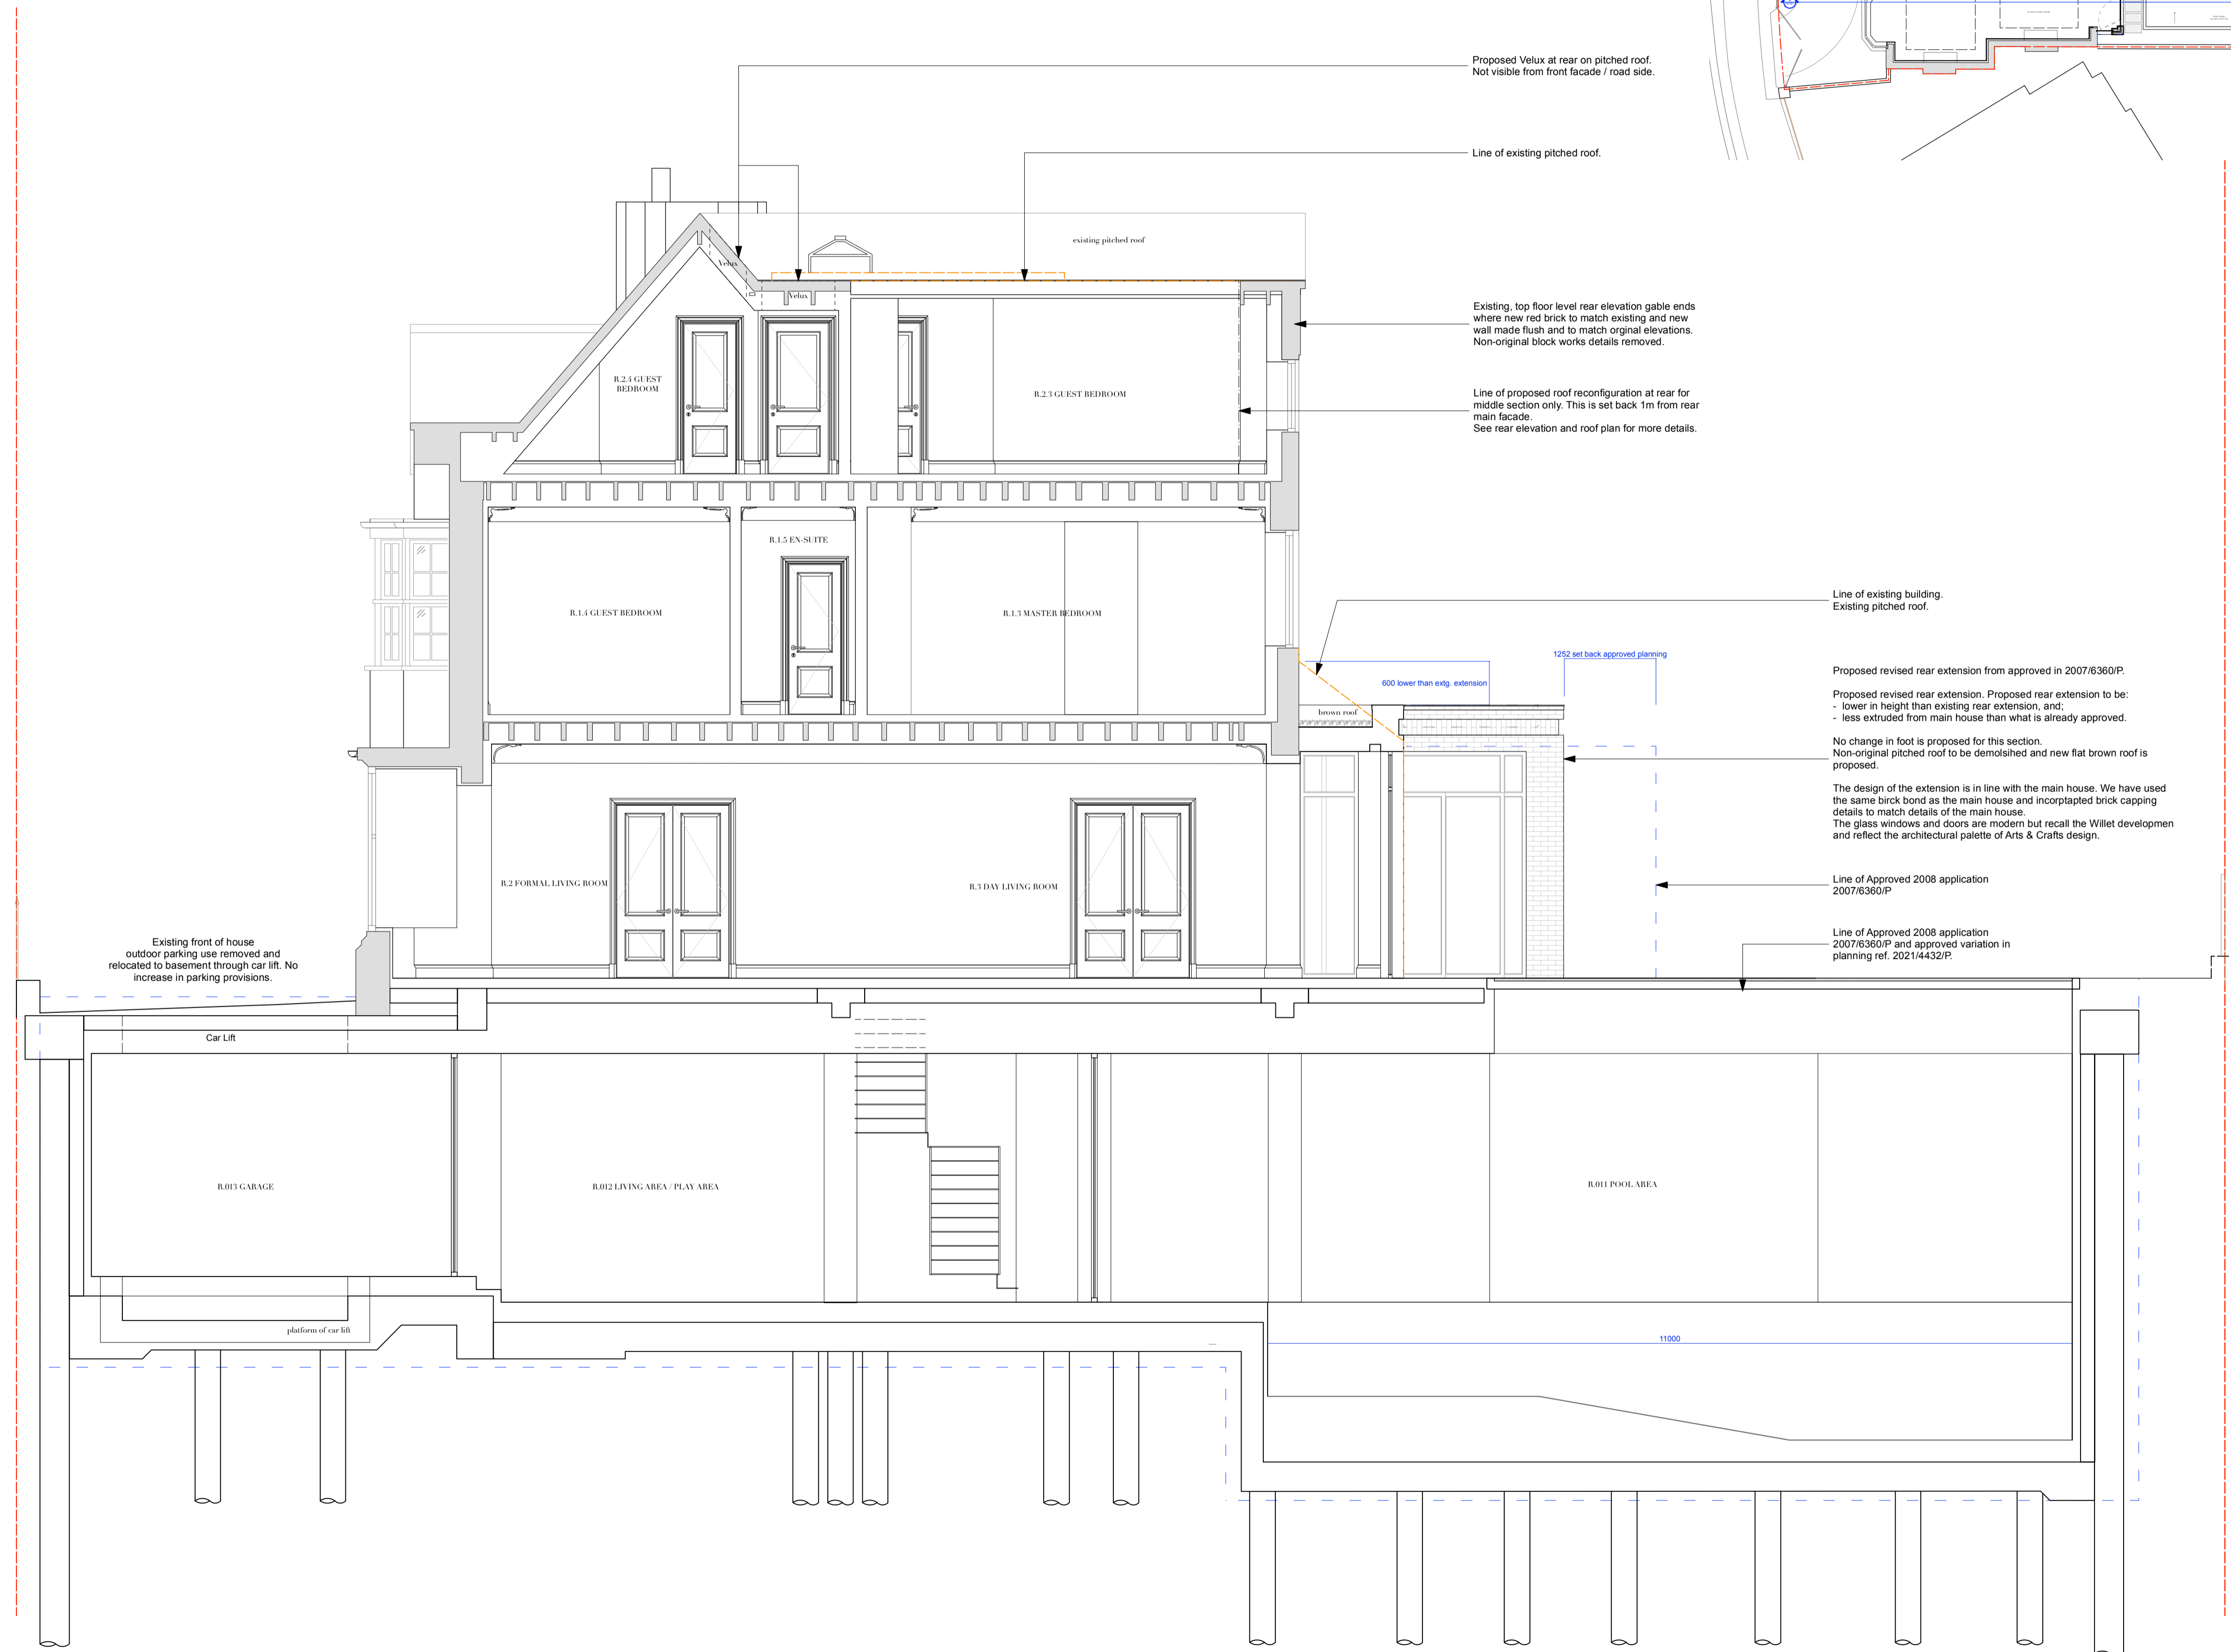 Proposed Velux at rear on pitched roof.
Not visible from front facade / road side.
Line of existing pitched roof.
existing pitched roof
Velux
Velux
Existing, top floor level rear elevation gable ends
where new red brick to match existing and new
wall made flush and to match orginal elevations.
Non-original block works details removed.
R.2.4 GUEST
BEDROOM
R.2.3 GUEST BEDROOM
Line of proposed roof reconfiguration at rear for
middle section only. This is set back 1m from rear
main facade.
See rear elevation and roof plan for more details.
R.1.5 EN-SUITE
R.1.4 GUEST BEDROOM
R.1.3 MASTER BEDROOM
Line of existing building.
Existing pitched roof.
1252 set back approved planning
600 lower than extg. extension
brown roof
Proposed revised rear extension from approved in 2007/6360/P.
Proposed revised rear extension. Proposed rear extension to be:
- lower in height than existing rear extension, and;
- less extruded from main house than what is already approved.
No change in foot is proposed for this section.
Non-original pitched roof to be demolsihed and new flat brown roof is
proposed.
The design of the extension is in line with the main house. We have used
the same birck bond as the main house and incorptapted brick capping
details to match details of the main house.
The glass windows and doors are modern but recall the Willet developmen
and reflect the architectural palette of Arts & Crafts design.
R.2 FORMAL LIVING ROOM
R.3 DAY LIVING ROOM
Line of Approved 2008 application
2007/6360/P
Line of Approved 2008 application
2007/6360/P and approved variation in
planning ref. 2021/4432/P.
Existing front of house
outdoor parking use removed and
relocated to basement through car lift. No
increase in parking provisions.
Car Lift
R.013 GARAGE
R.012 LIVING AREA / PLAY AREA
R.011 POOL AREA
platform of car lift
11000